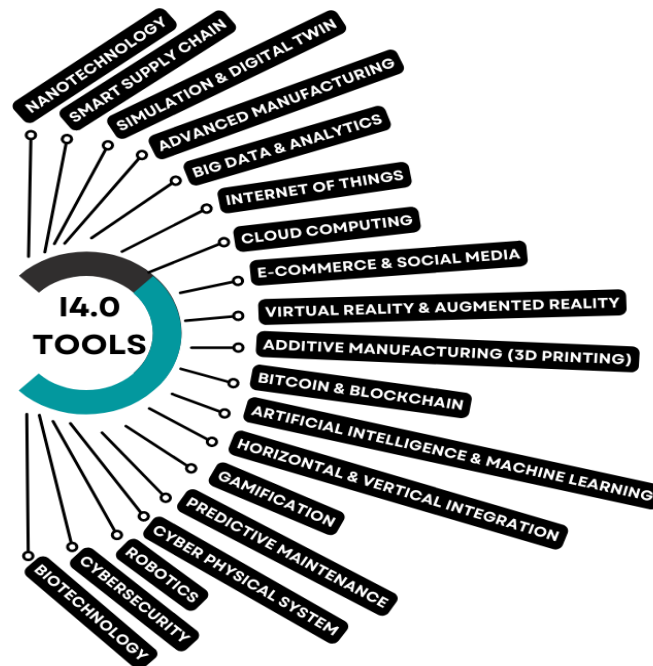 NANOTECHNOLOGY
SMART SUPPLY CHAIN
SIMULATION & DIGITAL TWIN
ADVANCED MANUFACTURING
BIG DATA & ANALYTICS
INTERNET OF THINGS
CLOUD COMPUTING
E-COMMERCE & SOCIAL MEDIA
I4.0
TOOLS
VIRTUAL REALITY & AUGMENTED REALITY
ADDITIVE MANUFACTURING (3D PRINTING)
BITCOIN & BLOCKCHAIN
ARTIFICIAL INTELLIGENCE & MACHINE LEARNING
HORIZONTAL & VERTICAL INTEGRATION
GAMIFICATION
PREDICTIVE MAINTENANCE
CYBER PHYSICAL SYSTEM
ROBOTICS
CYBERSECURITY
BIOTECHNOLOGY